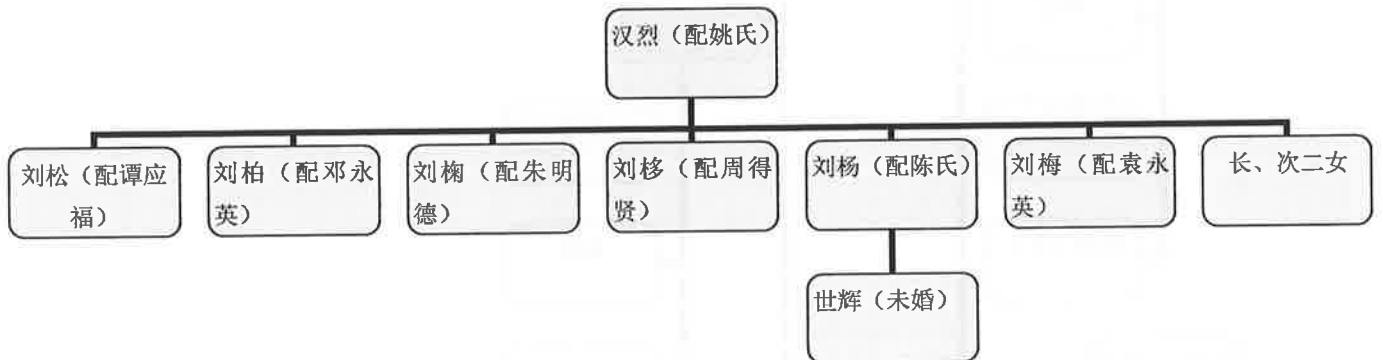 汉烈（配姚氏）
刘松（配谭应
福）
刘柏（配邓永
英）
刘椈（配朱明
德）
刘栘（配周得
贤）
刘杨（配陈氏）
刘梅（配袁永
英）
长、次二女
世辉（未婚）